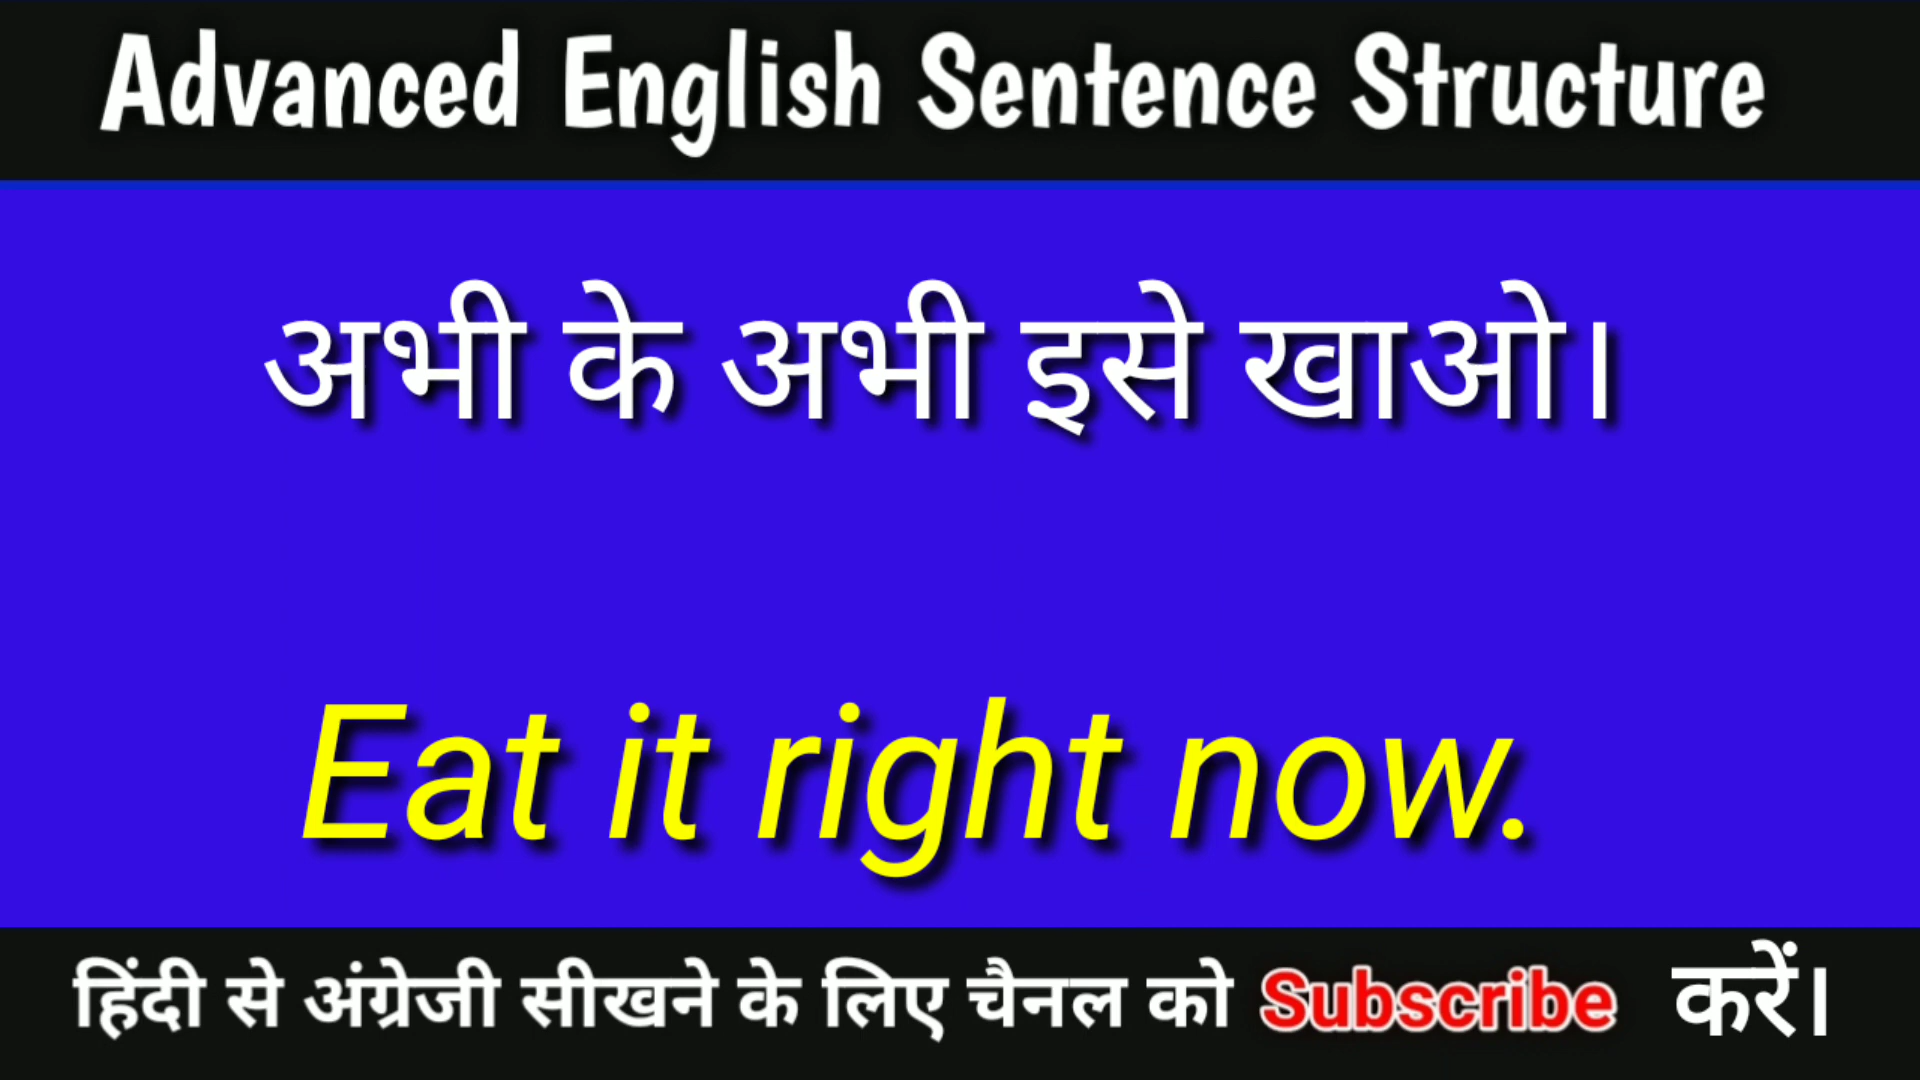 Advanced English Sentence Structure
अभी के अभी इसे खाओ।
Eat it right now.
हिंदी से अंग्रेजी सीखने के लिए चैनल को Subscribe करें।